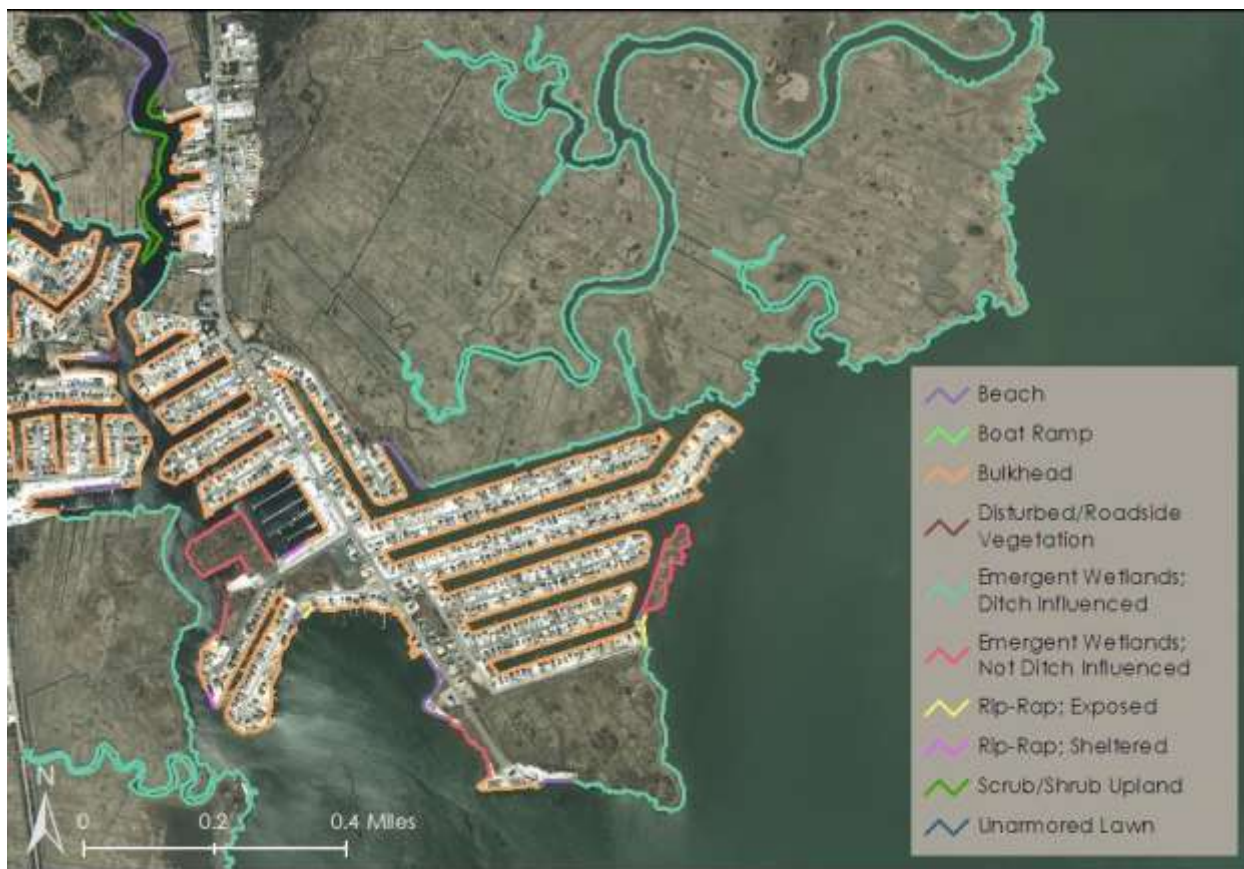 Beach
Boat Ramp
Bulkhead
Disturbed/Roadside
Vegetation
Emergent Wetlands;
Ditch Influenced
Emergent Wetlands;
Not Ditch Influenced
Rip-Rap; Exposed
Rip-Rap; Sheltered
Scrub/Shrub Upland
Unarmored Lawn
N
0 0.2 0.4 Miles